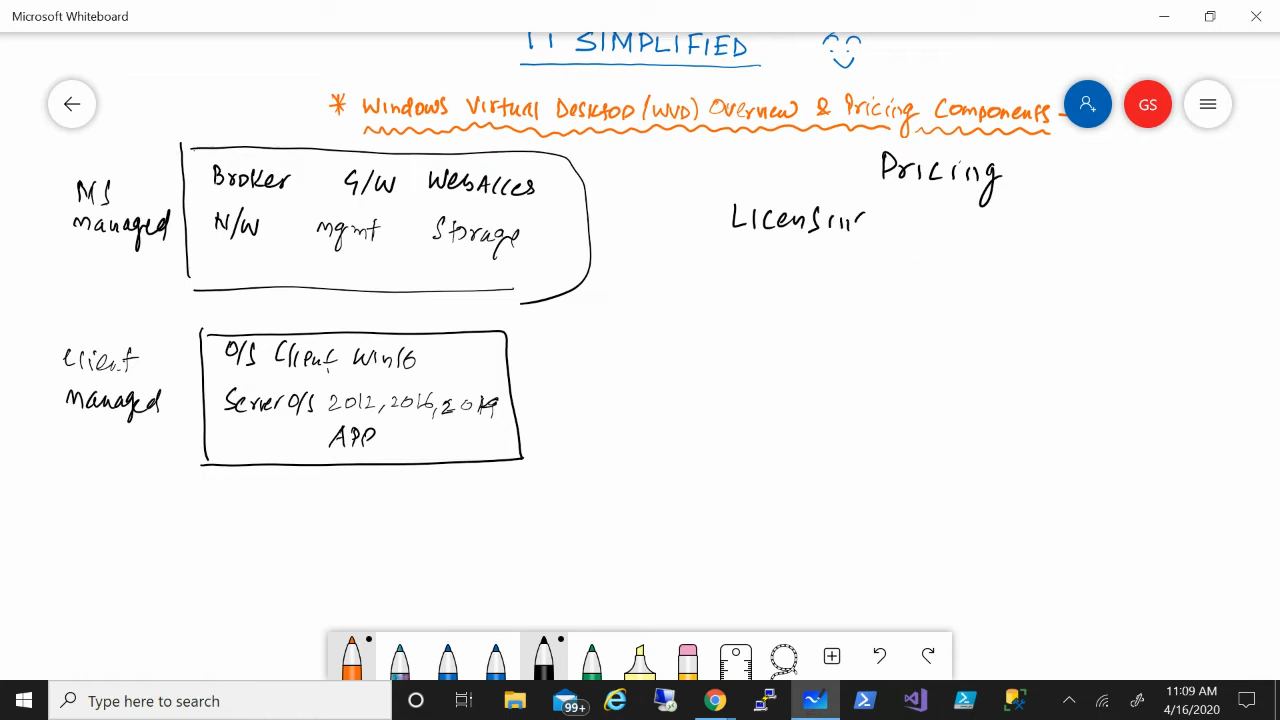 Microsoft Whiteboard
IT SIMPLIFIED
* Windows Virtual Desktop (WVD) Overview & Pricing Components -
GS
MS
managed
Broker G/W WebAcces
N/W mgmt Storage
Pricing
Licensin
Client
Managed
O/S Client Win10
Server O/S 2012, 2016, 2019
APP
99+
Type here to search
11:09 AM
4/16/2020